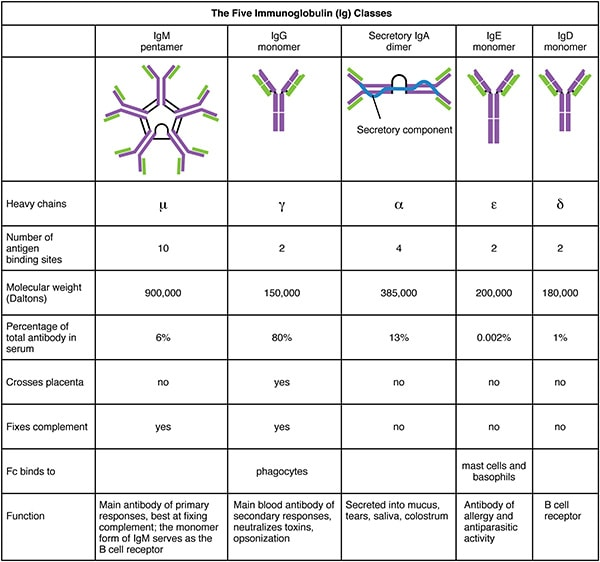 The Five Immunoglobulin (Ig) Classes
IgM
pentamer
IgG
monomer
Secretory IgA
dimer
IgE
monomer
IgD
monomer
Secretory component
Heavy chains
μ
γ
α
ε
δ
Number of
antigen
binding sites
10
2
4
2
2
Molecular weight
(Daltons)
900,000
150,000
385,000
200,000
180,000
Percentage of
total antibody in
serum
6%
80%
13%
0.002%
1%
Crosses placenta
no
yes
no
no
no
Fixes complement
yes
yes
no
no
no
Fc binds to
phagocytes
mast cells and
basophils
Function
Main antibody of primary
responses, best at fixing
complement; the monomer
form of IgM serves as the
B cell receptor
Main blood antibody of
secondary responses,
neutralizes toxins,
opsonization
Secreted into mucus,
tears, saliva, colostrum
Antibody of
allergy and
antiparasitic
activity
B cell
receptor